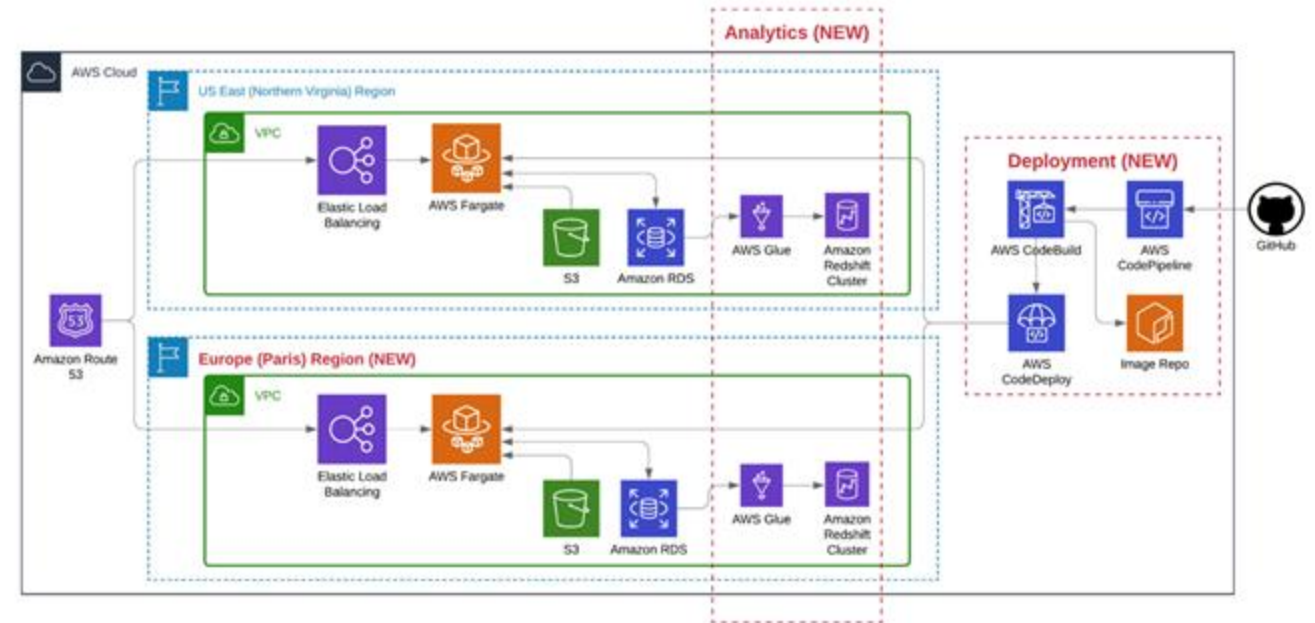 Analytics (NEW)
AWS Cloud
US East (Northern Virginia) Region
VPC
Elastic Load
Balancing
AWS Fargate
S3
Amazon RDS
AWS Glue
Amazon
Redshift
Cluster
Deployment (NEW)
AWS CodeBuild
AWS
CodePipeline
GitHub
AWS
CodeDeploy
Image Repo
53
Amazon Route
53
Europe (Paris) Region (NEW)
VPC
Elastic Load
Balancing
AWS Fargate
S3
Amazon RDS
AWS Glue
Amazon
Redshift
Cluster